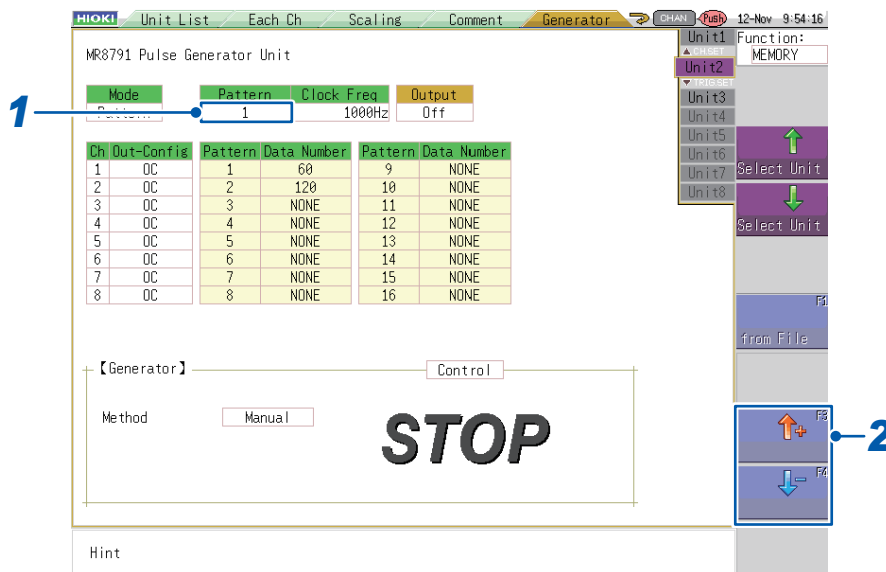 HIOKI Unit List Each Ch Scaling Comment Generator CHAN Push 12-Nov 9:54:16
Unit1 Function:
▲CH.SET MEMORY
MR8791 Pulse Generator Unit
Unit2
▼TRIG SET
Mode Pattern Clock Freq Output Unit3
1 Pattern 1 1000Hz Off Unit4
Unit5
Ch Out-Config Pattern Data Number Pattern Data Number Unit6
1 OC 1 60 9 NONE Unit7 Select Unit
2 OC 2 120 10 NONE Unit8
3 OC 3 NONE 11 NONE
4 OC 4 NONE 12 NONE Select Unit
5 OC 5 NONE 13 NONE
6 OC 6 NONE 14 NONE
7 OC 7 NONE 15 NONE
8 OC 8 NONE 16 NONE
F1
from File
【Generator】 Control
Method Manual STOP
F3
+ 2
F4
-
Hint